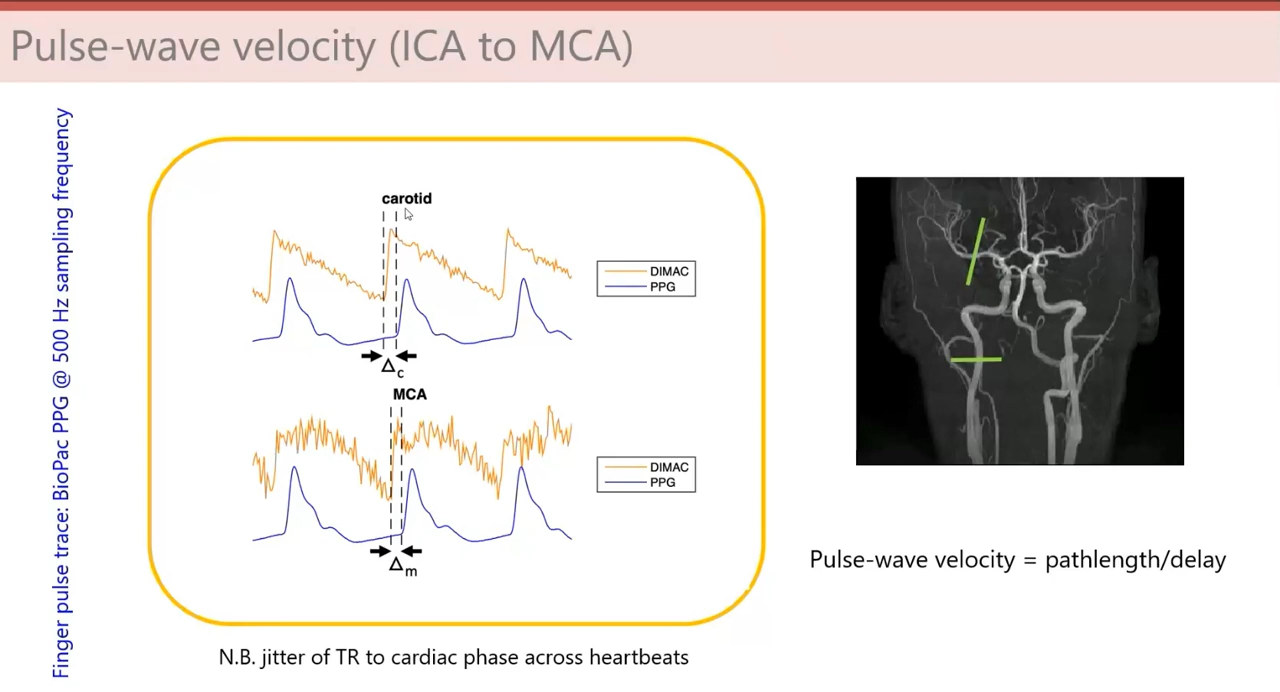 Pulse-wave velocity (ICA to MCA)
Finger pulse trace: BioPac PPG @ 500 Hz sampling frequency
carotid
DIMAC
PPG
Δc
MCA
DIMAC
PPG
Δm
N.B. jitter of TR to cardiac phase across heartbeats
Pulse-wave velocity = pathlength/delay